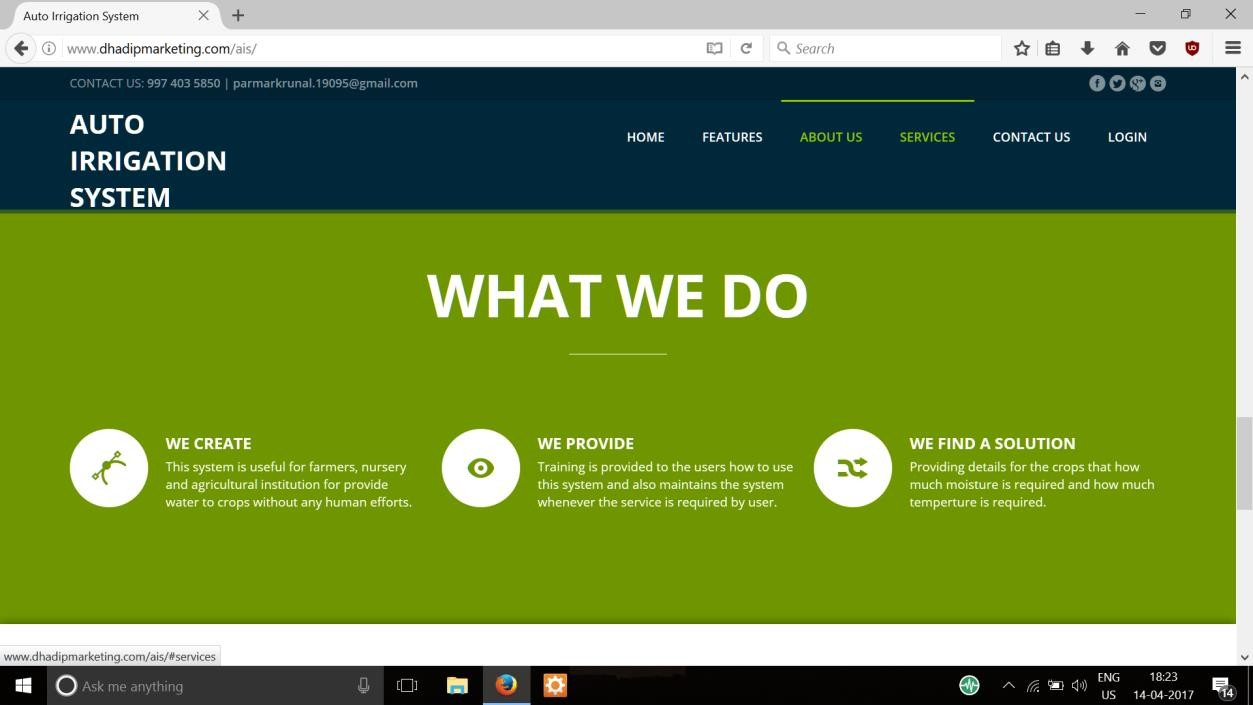 Auto Irrigation System
www.dhadipmarketing.com/ais/
Search
CONTACT US: 997 403 5850 | parmarkrunal.19095@gmail.com
AUTO
IRRIGATION
SYSTEM
HOME FEATURES ABOUT US SERVICES CONTACT US LOGIN
WHAT WE DO
WE CREATE
This system is useful for farmers, nursery
and agricultural institution for provide
water to crops without any human efforts.
WE PROVIDE
Training is provided to the users how to use
this system and also maintains the system
whenever the service is required by user.
WE FIND A SOLUTION
Providing details for the crops that how
much moisture is required and how much
temperture is required.
www.dhadipmarketing.com/ais/#services
Ask me anything
ENG
US
18:23
14-04-2017
14